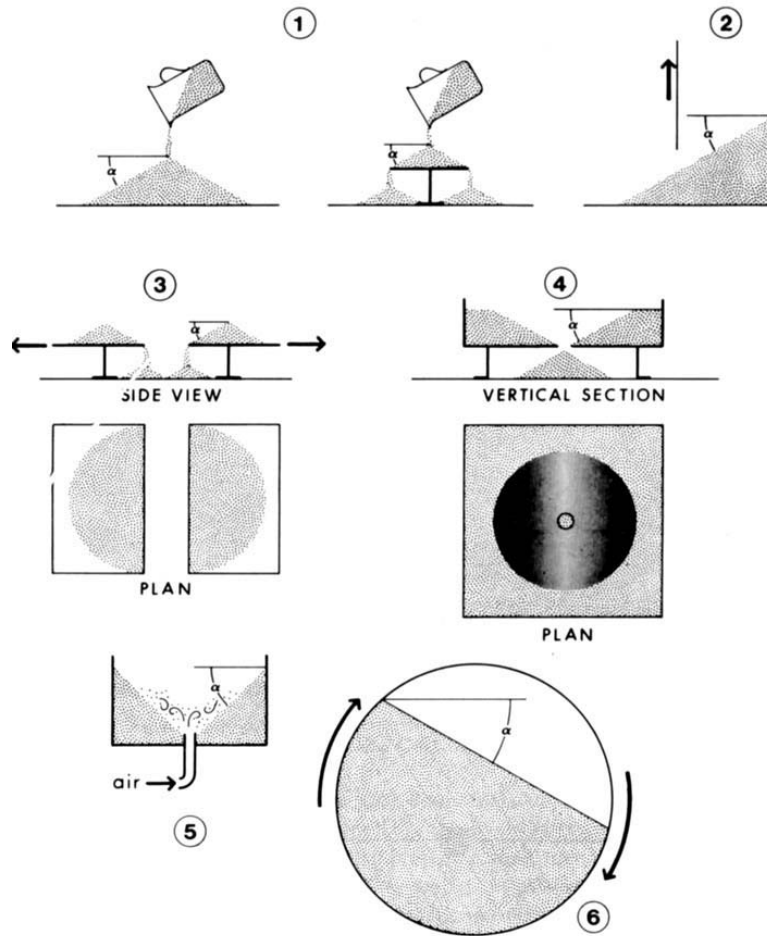 1
2
α
α
α
3
4
α
α
SIDE VIEW
VERTICAL SECTION
PLAN
PLAN
α
α
air
5
6